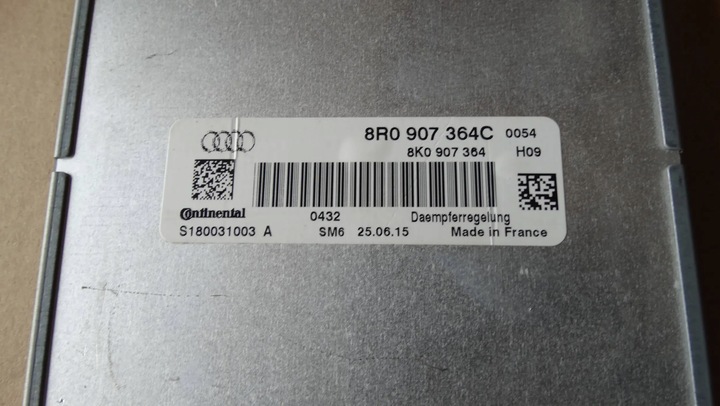 8R0 907 364C 0054
8K0 907 364 H09
Continental 0432 Daempferregelung
S180031003 A SM6 25.06.15 Made in France